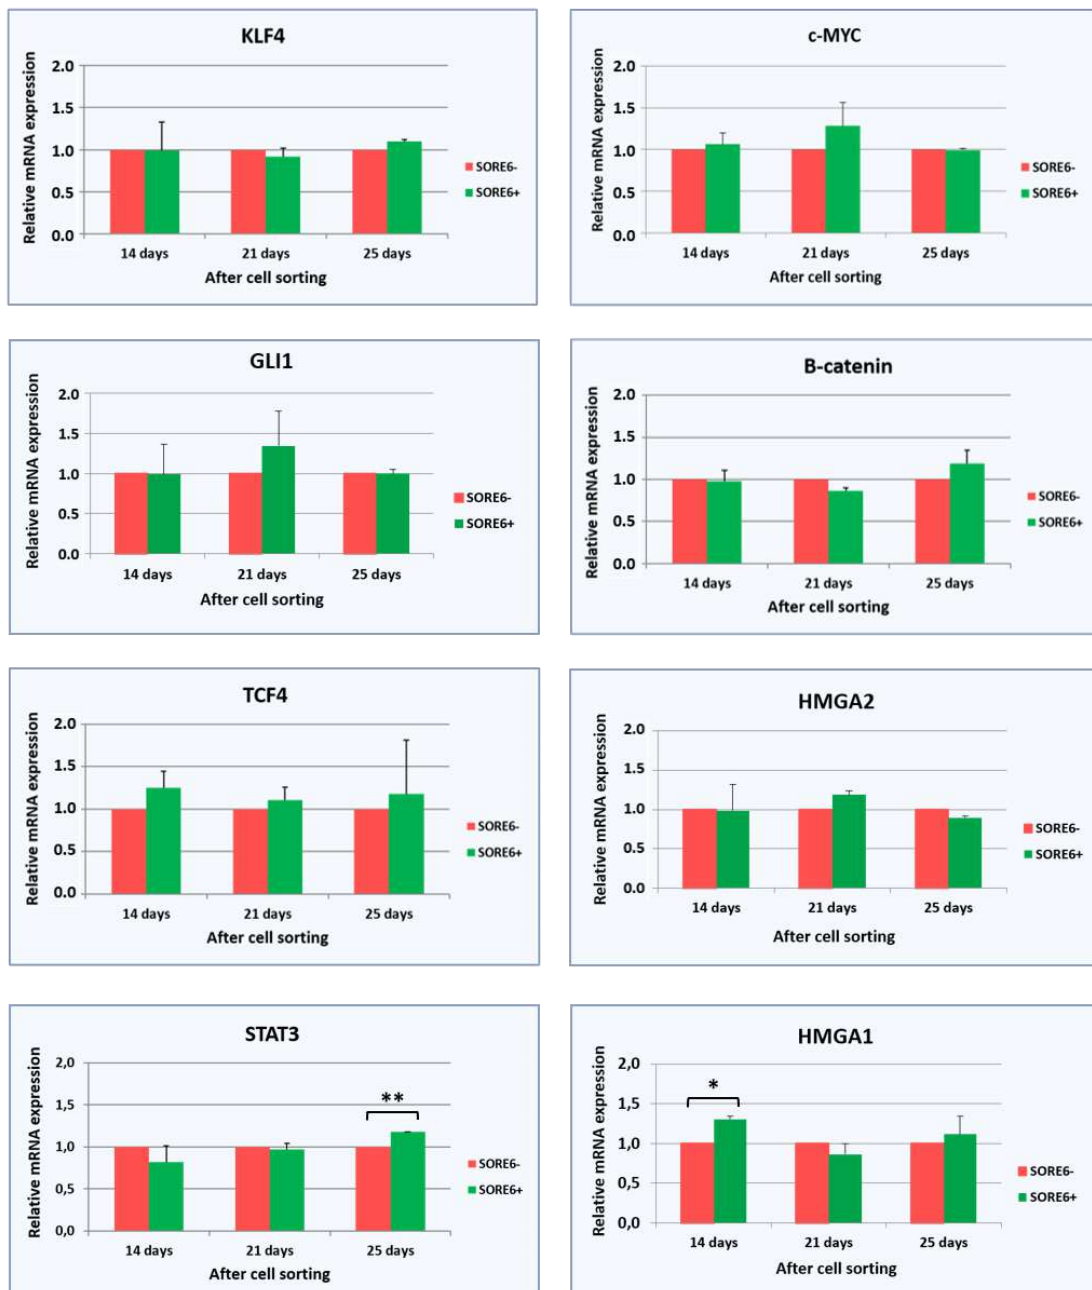 KLF4
Relative mRNA expression
2.0
1.5
1.0
0.5
0.0
14 days 21 days 25 days
After cell sorting
SORE6-
SORE6+
c-MYC
Relative mRNA expression
2.0
1.5
1.0
0.5
0.0
14 days 21 days 25 days
After cell sorting
SORE6-
SORE6+
GLI1
Relative mRNA expression
2.0
1.5
1.0
0.5
0.0
14 days 21 days 25 days
After cell sorting
SORE6-
SORE6+
B-catenin
Relative mRNA expression
2.0
1.5
1.0
0.5
0.0
14 days 21 days 25 days
After cell sorting
SORE6-
SORE6+
TCF4
Relative mRNA expression
2.0
1.5
1.0
0.5
0.0
14 days 21 days 25 days
After cell sorting
SORE6-
SORE6+
HMGA2
Relative mRNA expression
2.0
1.5
1.0
0.5
0.0
14 days 21 days 25 days
After cell sorting
SORE6-
SORE6+
STAT3
Relative mRNA expression
2,0
1,5
1,0
0,5
0,0
**
14 days 21 days 25 days
After cell sorting
SORE6-
SORE6+
HMGA1
Relative mRNA expression
2,0
1,5
1,0
0,5
0,0
*
14 days 21 days 25 days
After cell sorting
SORE6-
SORE6+